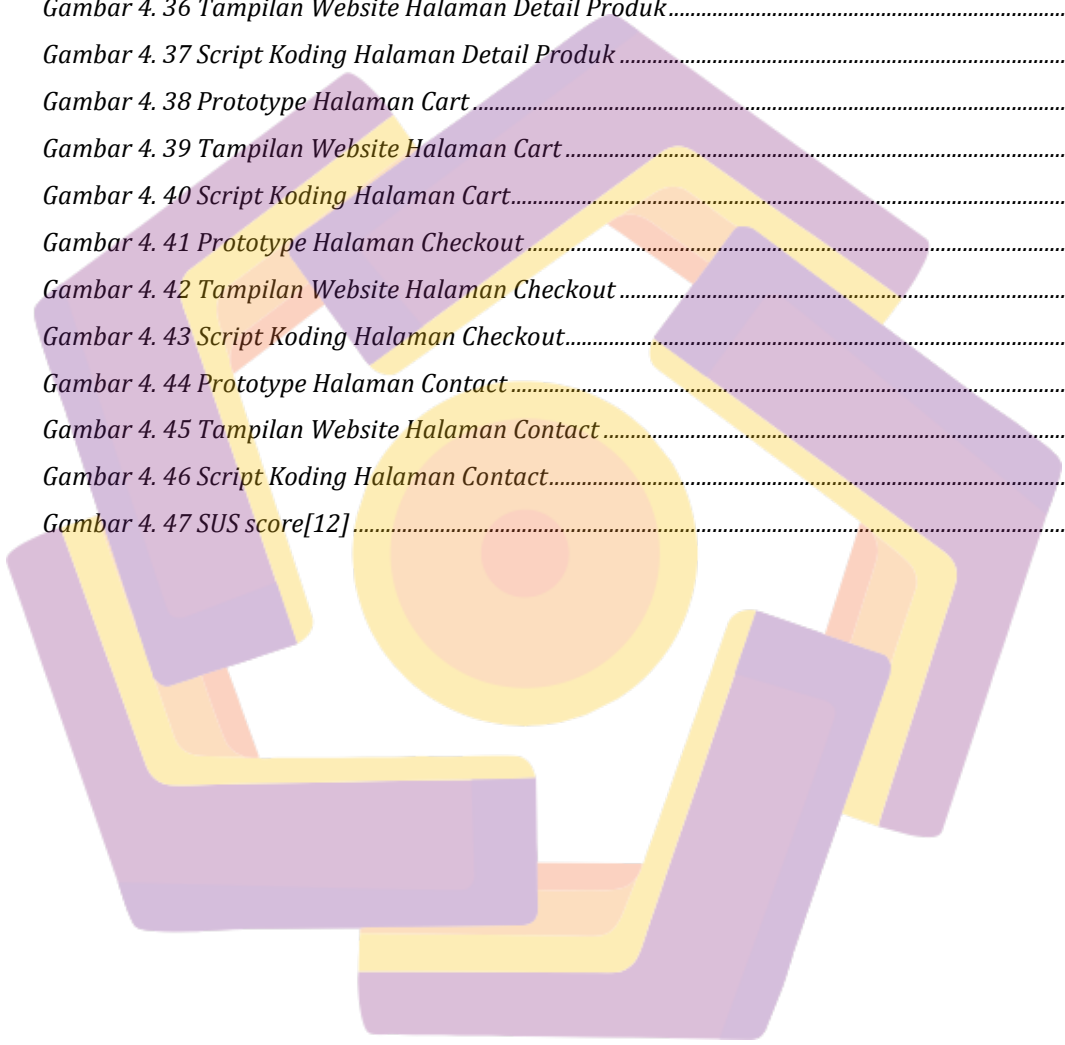 Gambar 4. 36 Tampilan Website Halaman Detail Produk
Gambar 4. 37 Script Koding Halaman Detail Produk
Gambar 4. 38 Prototype Halaman Cart
Gambar 4. 39 Tampilan Website Halaman Cart
Gambar 4. 40 Script Koding Halaman Cart
Gambar 4. 41 Prototype Halaman Checkout
Gambar 4. 42 Tampilan Website Halaman Checkout
Gambar 4. 43 Script Koding Halaman Checkout
Gambar 4. 44 Prototype Halaman Contact
Gambar 4. 45 Tampilan Website Halaman Contact
Gambar 4. 46 Script Koding Halaman Contact
Gambar 4. 47 SUS score[12]